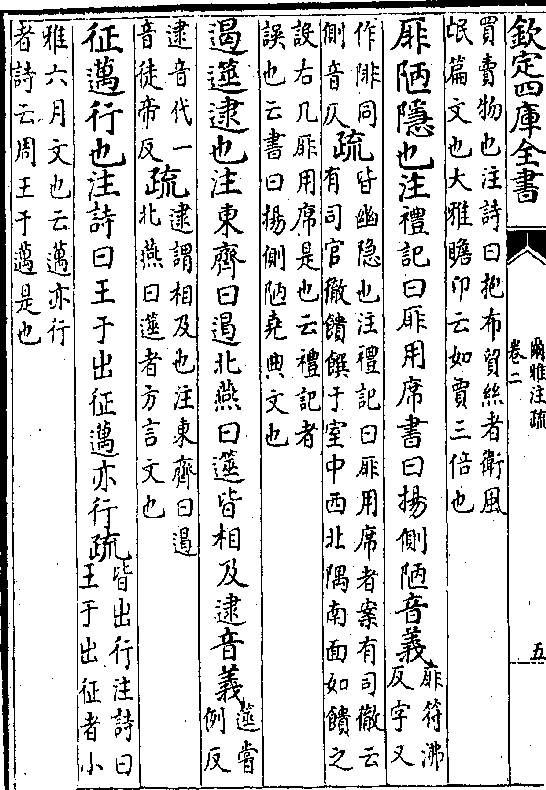 欽定四庫全書
爾雅注疏
卷二
五
買賣物也注詩曰抱布貿絲者衛風
氓篇文也大雅瞻卬云如賈三倍也
厞陋隱也注禮記曰厞用席書曰揚側陋音義
厞符沸
反字又
作陫同
側音仄
疏
皆幽隱也注禮記曰厞用席者案有司徹云
有司官徹饋饌于室中西北隅南面如饋之
設右几厞用席是也云禮記者
誤也云書曰揚側陋堯典文也
遏遾逮也注東齊曰遏北燕曰遾皆相及逮音義
遾嘗
例反
逮音代一
音徒帝反
疏
逮謂相及也注東齊曰遏
北燕曰遾者方言文也
征邁行也注詩曰王于出征邁亦行疏
皆出行注詩曰
王于出征者小
雅六月文也云邁亦行
者詩云周王于邁是也